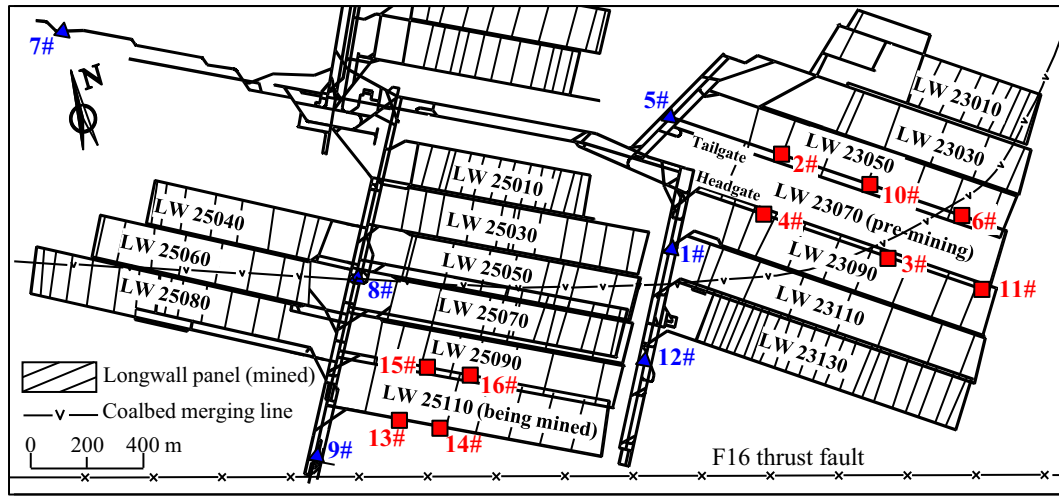 7#
N
5#
LW 23010
Tailgate
2#
LW 23050
LW 23030
10#
Headgate
LW 23070 (pre-mining)
6#
4#
LW 25010
LW 25040
LW 25030
1#
LW 23090
3#
LW 25060
LW 25050
11#
8#
LW 25080
LW 25070
LW 23110
12#
LW 23130
LW 25090
15#
16#
Longwall panel (mined)
LW 25110 (being mined)
Coalbed merging line
13#
14#
0 200 400 m
9#
F16 thrust fault